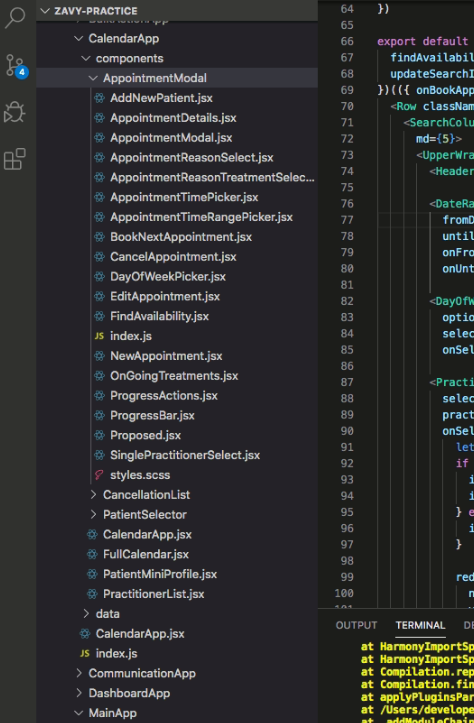 ZAVY-PRACTICE
CalendarApp
components
AppointmentModal
AddNewPatient.jsx
AppointmentDetails.jsx
AppointmentModal.jsx
AppointmentReasonSelect.jsx
AppointmentReasonTreatmentSelec...
AppointmentTimePicker.jsx
AppointmentTimeRangePicker.jsx
BookNextAppointment.jsx
CancelAppointment.jsx
DayOfWeekPicker.jsx
EditAppointment.jsx
FindAvailability.jsx
JS index.js
NewAppointment.jsx
OnGoingTreatments.jsx
ProgressActions.jsx
ProgressBar.jsx
Proposed.jsx
SinglePractitionerSelect.jsx
styles.scss
CancellationList
PatientSelector
CalendarApp.jsx
FullCalendar.jsx
PatientMiniProfile.jsx
PractitionerList.jsx
data
CalendarApp.jsx
JS index.js
CommunicationApp
DashboardApp
MainApp
4
64 })
65
66 export default
67 findAvailabil
68 updateSearchI
69 })(({ onBookApp
70 <Row classNam
71 <SearchColu
72 md={5}>
73 <UpperWra
74 <Header
75
76 <DateRa
77 fromD
78 until
79 onFro
80 onUnt
81
82 <DayOfW
83 optio
84 selec
85 onSel
86
87 <Practi
88 selec
89 pract
90 onSel
91 let
92 if
93 i
94 i
95 } e
96 i
97 }
98
99 red
100 n
OUTPUT TERMINAL DE
at HarmonyImportSp
at HarmonyImportSp
at Compilation.rep
at Compilation.fin
at applyPluginsPar
at /Users/develope